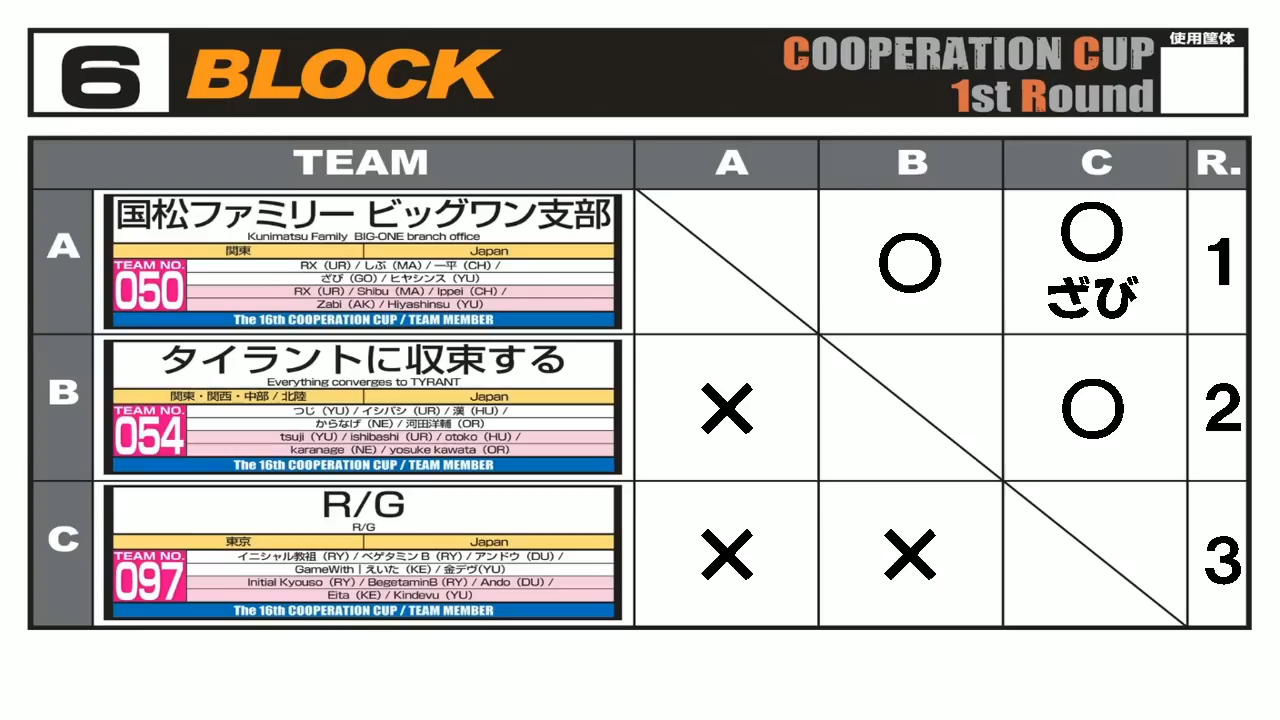 6 BLOCK
COOPERATION CUP
1st Round
使用筐体
TEAM A B C R.
A
国松ファミリー ビッグワン支部
Kunimatsu Family BIG-ONE branch office
関東 Japan
TEAM NO.
050
RX（UR）/ しぶ（MA）/ 一平（CH）/
ざび（GO）/ ヒヤシンス（YU）
RX（UR）/ Shibu（MA）/ Ippei（CH）/
Zabi（AK）/ Hiyashinsu（YU）
The 16th COOPERATION CUP / TEAM MEMBER
〇 〇
ざび
1
B
タイラントに収束する
Everything converges to TYRANT
関東・関西・中部 / 北陸 Japan
TEAM NO.
054
つじ（YU）/ イシバシ（UR）/ 漢（HU）/
からなげ（NE）/ 河田洋輔（OR）
tsuji（YU）/ ishibashi（UR）/ otoko（HU）/
karanage（NE）/ yosuke kawata（OR）
The 16th COOPERATION CUP / TEAM MEMBER
× 〇 2
C
R/G
R/G
東京 Japan
TEAM NO.
097
イニシャル教祖（RY）/ ベゲタミンB（RY）/ アンドウ（DU）/
GameWith｜えいた（KE）/ 金デヴ(YU）
Initial Kyouso（RY）/ BegetaminB（RY）/ Ando（DU）/
Eita（KE）/ Kindevu（YU）
The 16th COOPERATION CUP / TEAM MEMBER
× × 3